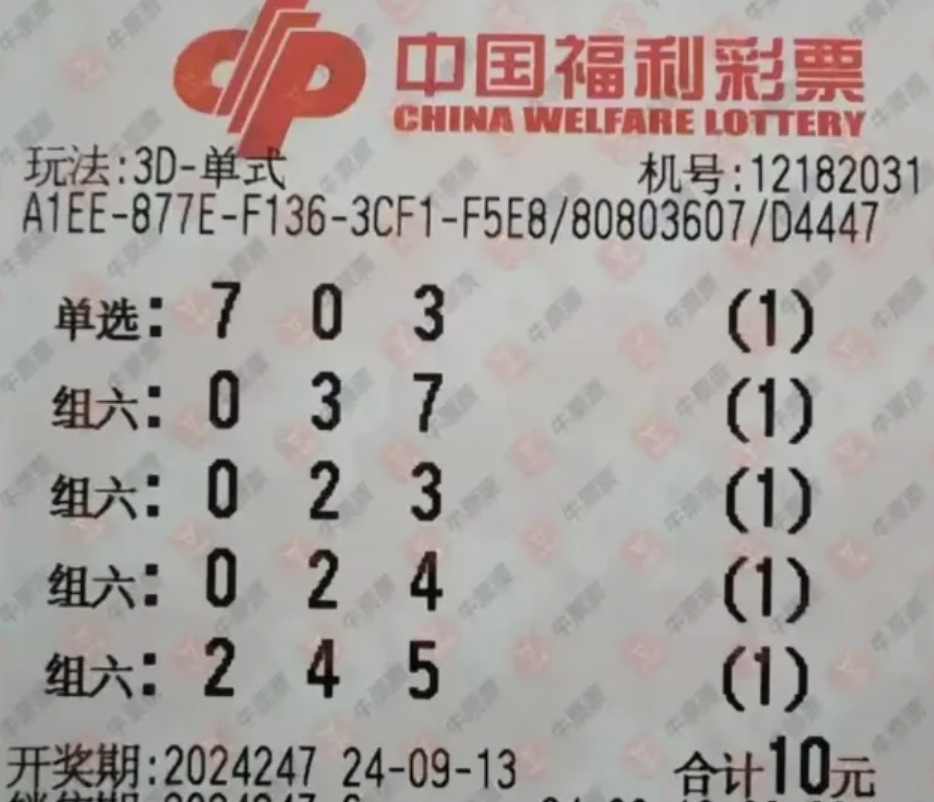 中国福利彩票
CHINA WELFARE LOTTERY
玩法:3D-单式 机号:12182031
A1EE-877E-F136-3CF1-F5E8/80803607/D4447
单选: 7 0 3 (1)
组六: 0 3 7 (1)
组六: 0 2 3 (1)
组六: 0 2 4 (1)
组六: 2 4 5 (1)
开奖期:2024247 24-09-13 合计10元